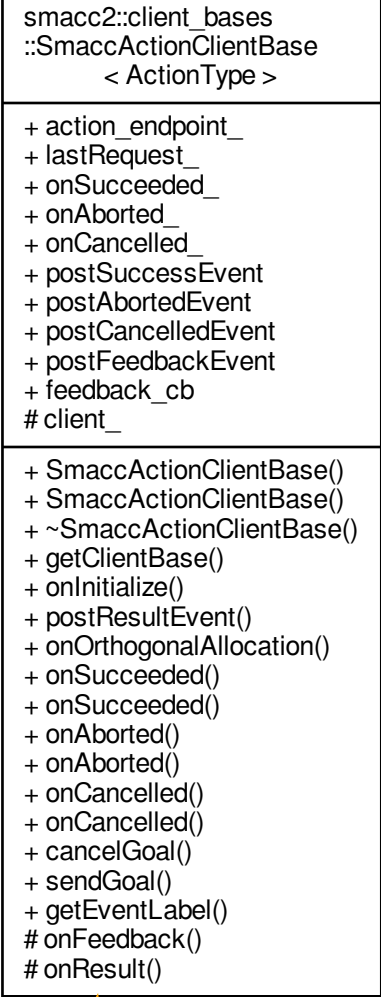 smacc2::client_bases
::SmaccActionClientBase
< ActionType >
+ action_endpoint_
+ lastRequest_
+ onSucceeded_
+ onAborted_
+ onCancelled_
+ postSuccessEvent
+ postAbortedEvent
+ postCancelledEvent
+ postFeedbackEvent
+ feedback_cb
# client_
+ SmaccActionClientBase()
+ SmaccActionClientBase()
+ ~SmaccActionClientBase()
+ getClientBase()
+ onInitialize()
+ postResultEvent()
+ onOrthogonalAllocation()
+ onSucceeded()
+ onSucceeded()
+ onAborted()
+ onAborted()
+ onCancelled()
+ onCancelled()
+ cancelGoal()
+ sendGoal()
+ getEventLabel()
# onFeedback()
# onResult()